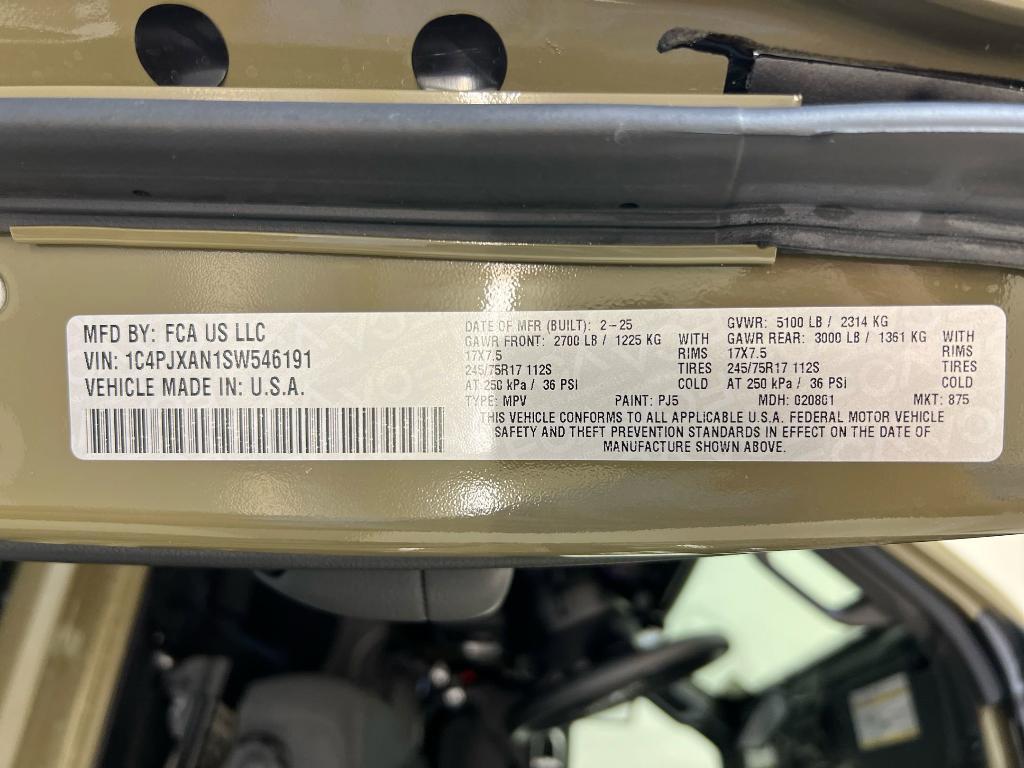 MFD BY: FCA US LLC
VIN: 1C4PJXAN1SW546191
VEHICLE MADE IN: U.S.A.
DATE OF MFR (BUILT): 2-25
GVWR: 5100 LB / 2314 KG
GAWR FRONT: 2700 LB / 1225 KG WITH
17X7.5 RIMS
245/75R17 112S TIRES
AT 250 kPa / 36 PSI COLD
GAWR REAR: 3000 LB / 1361 KG WITH
17X7.5 RIMS
245/75R17 112S TIRES
AT 250 kPa / 36 PSI COLD
TYPE: MPV PAINT: PJ5 MDH: 0208G1 MKT: 875
THIS VEHICLE CONFORMS TO ALL APPLICABLE U.S.A. FEDERAL MOTOR VEHICLE
SAFETY AND THEFT PREVENTION STANDARDS IN EFFECT ON THE DATE OF
MANUFACTURE SHOWN ABOVE.